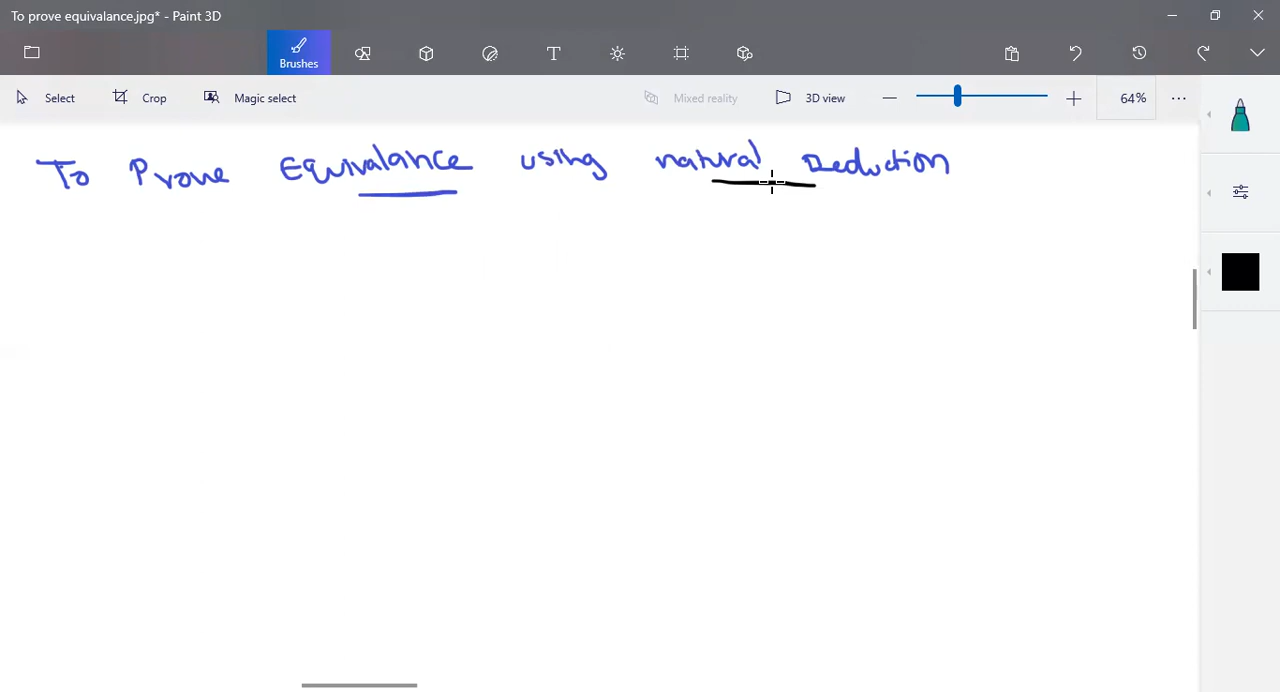 To prove equivalance.jpg* - Paint 3D
Brushes
Select Crop Magic select Mixed reality 3D view 64%
To Prove Equivalance using natural Deduction